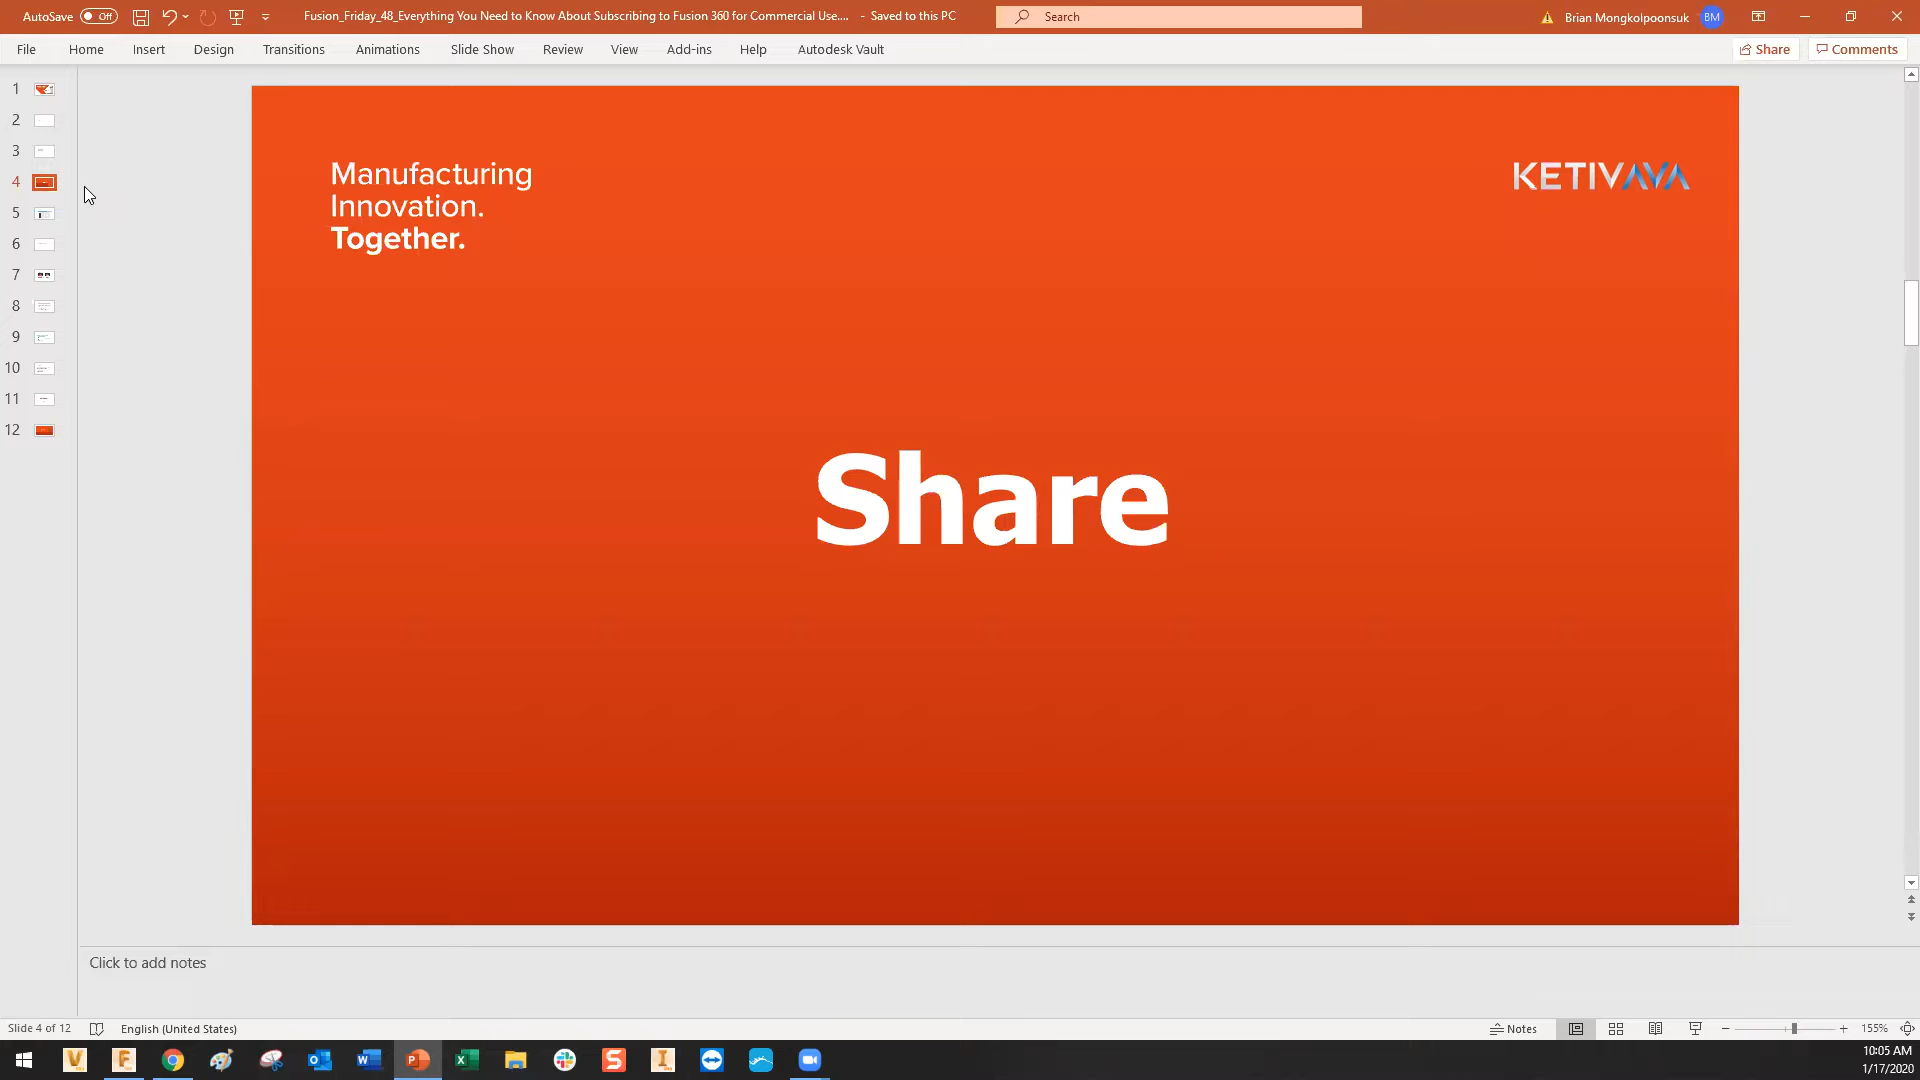 AutoSave Off
Fusion_Friday_48_Everything You Need to Know About Subscribing to Fusion 360 for Commercial Use.... - Saved to this PC
Search
Brian Mongkolpoonsuk BM
File Home Insert Design Transitions Animations Slide Show Review View Add-ins Help Autodesk Vault Share Comments
1
2
3
4
5
6
7
8
9
10
11
12
Manufacturing
Innovation.
Together.
KETIVAVA
Share
Click to add notes
Slide 4 of 12 English (United States) Notes 155%
10:05 AM
1/17/2020